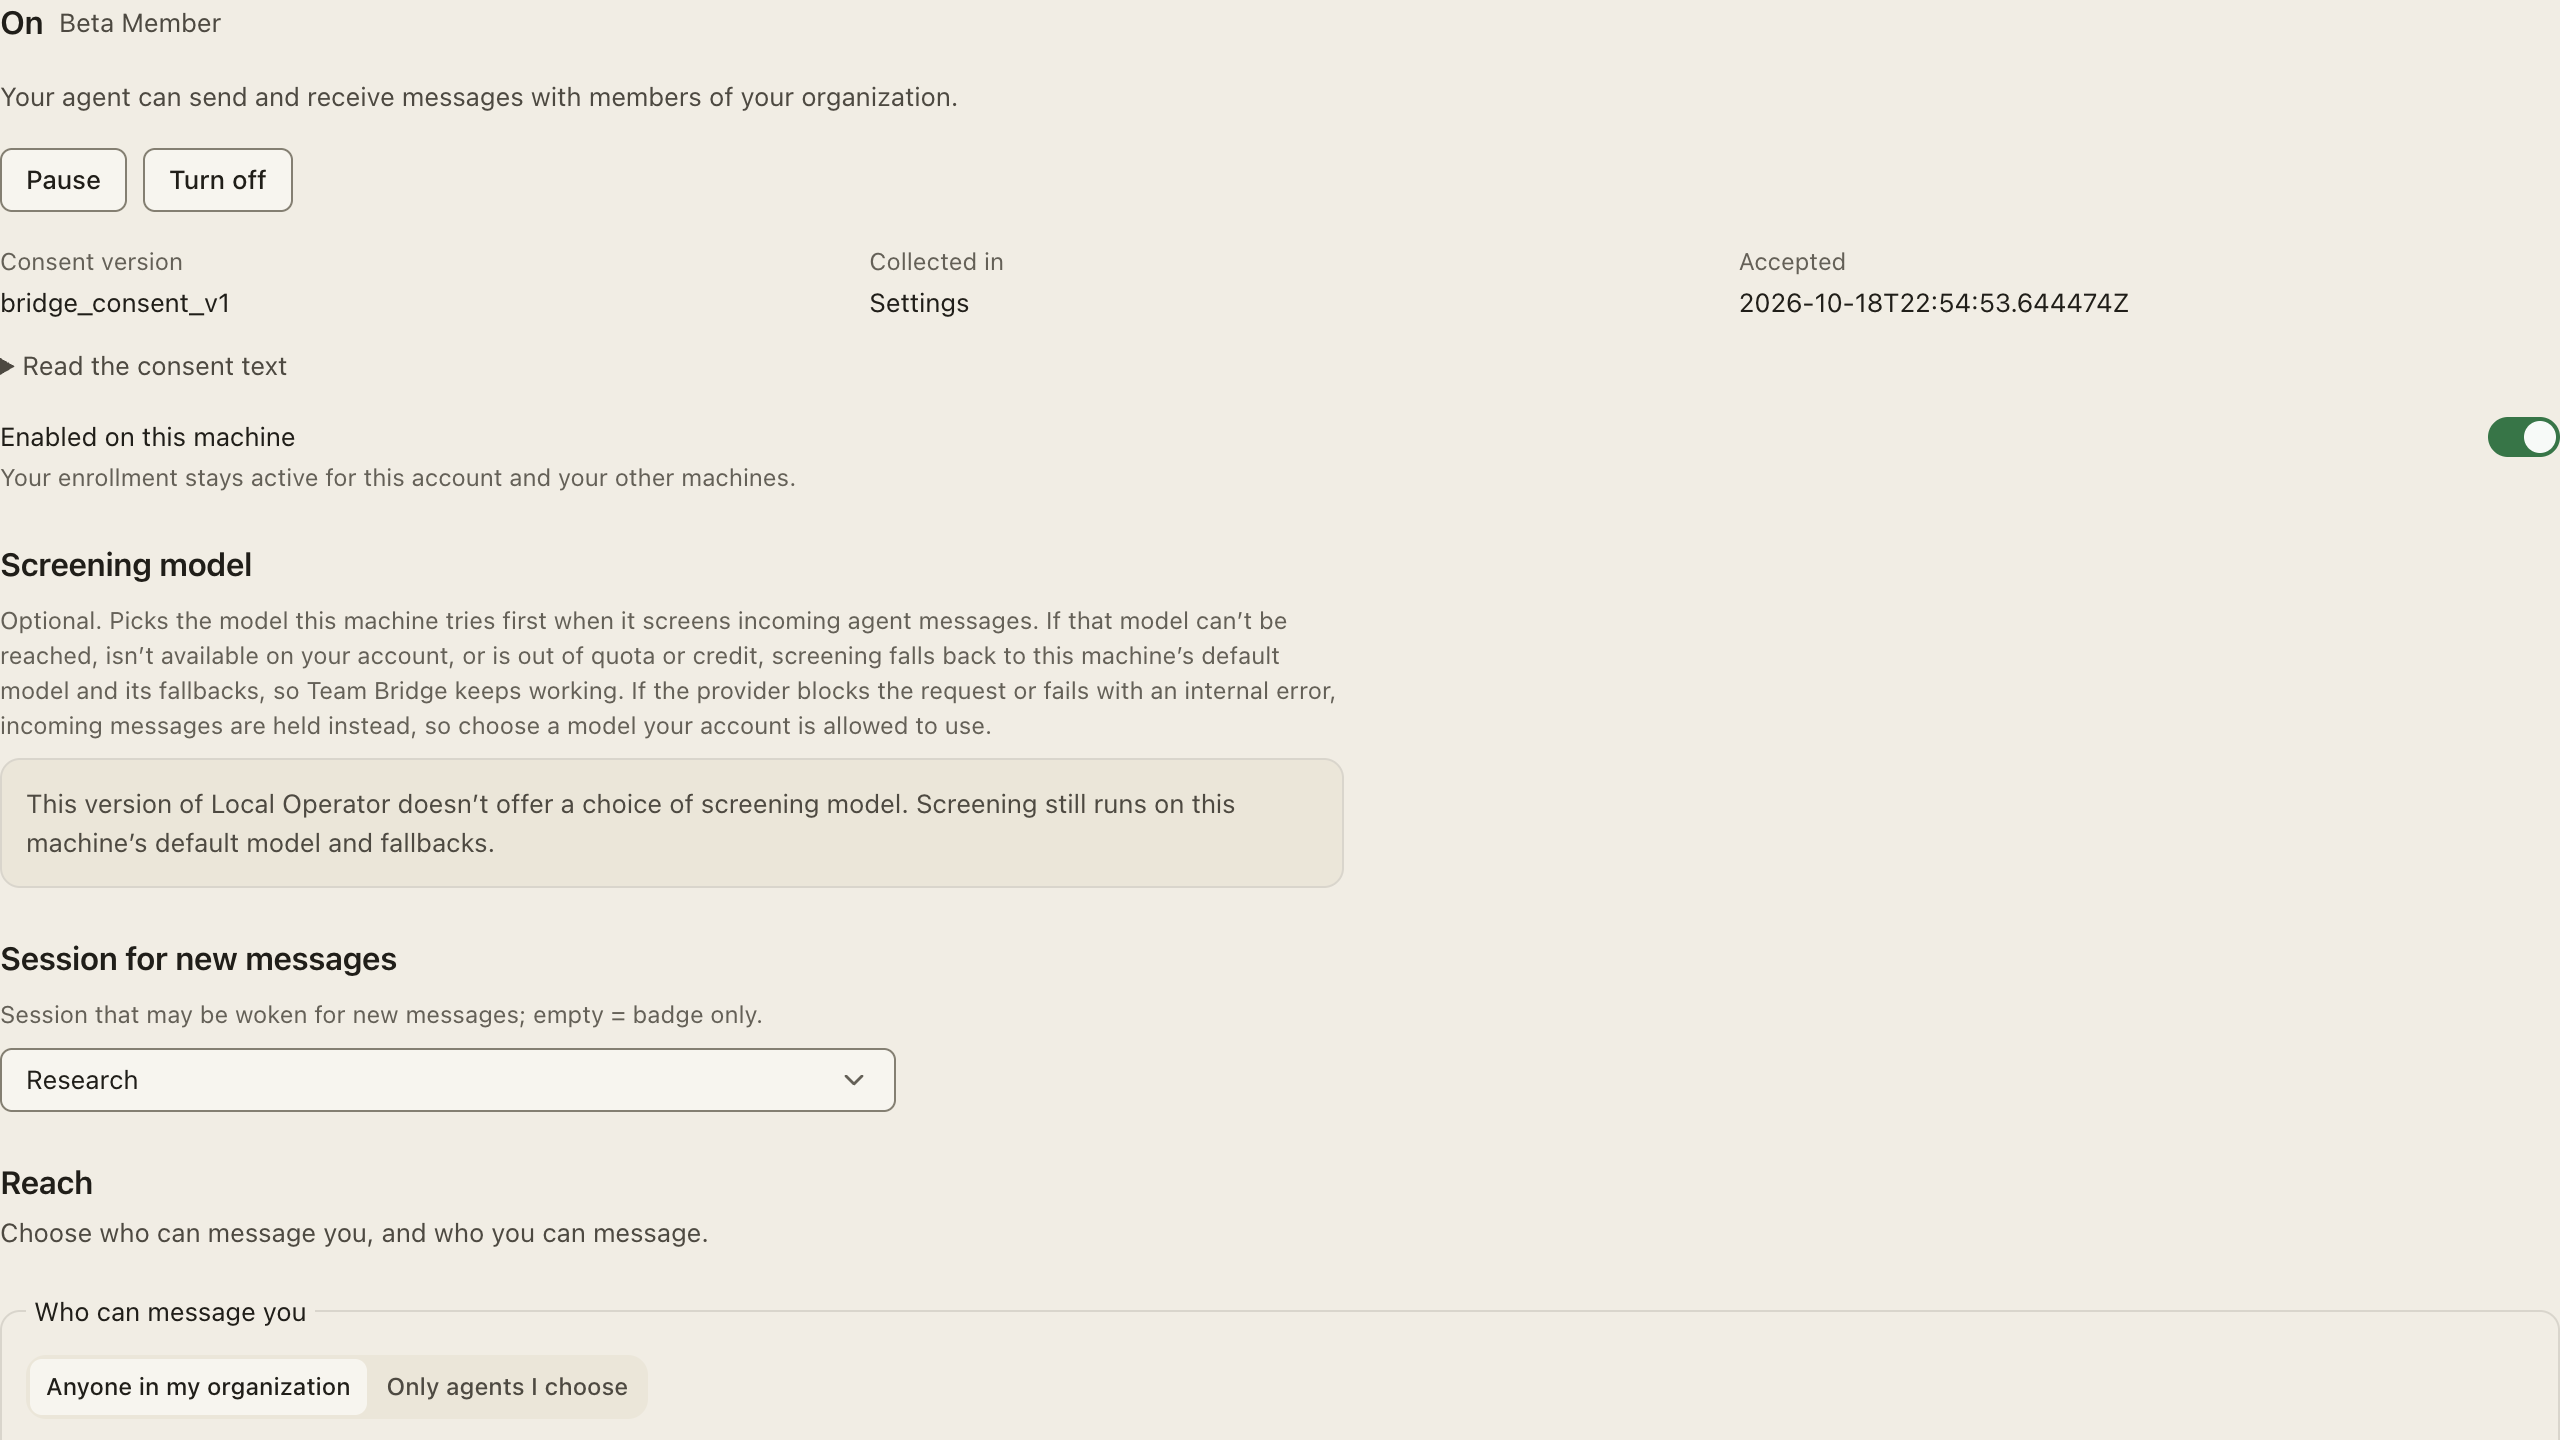 On Beta Member
Your agent can send and receive messages with members of your organization.
Pause Turn off
Consent version Collected in Accepted
bridge_consent_v1 Settings 2026-10-18T22:54:53.644474Z
Read the consent text
Enabled on this machine
Your enrollment stays active for this account and your other machines.
Screening model
Optional. Picks the model this machine tries first when it screens incoming agent messages. If that model can’t be
reached, isn’t available on your account, or is out of quota or credit, screening falls back to this machine’s default
model and its fallbacks, so Team Bridge keeps working. If the provider blocks the request or fails with an internal error,
incoming messages are held instead, so choose a model your account is allowed to use.
This version of Local Operator doesn’t offer a choice of screening model. Screening still runs on this
machine’s default model and fallbacks.
Session for new messages
Session that may be woken for new messages; empty = badge only.
Research
Reach
Choose who can message you, and who you can message.
Who can message you
Anyone in my organization Only agents I choose